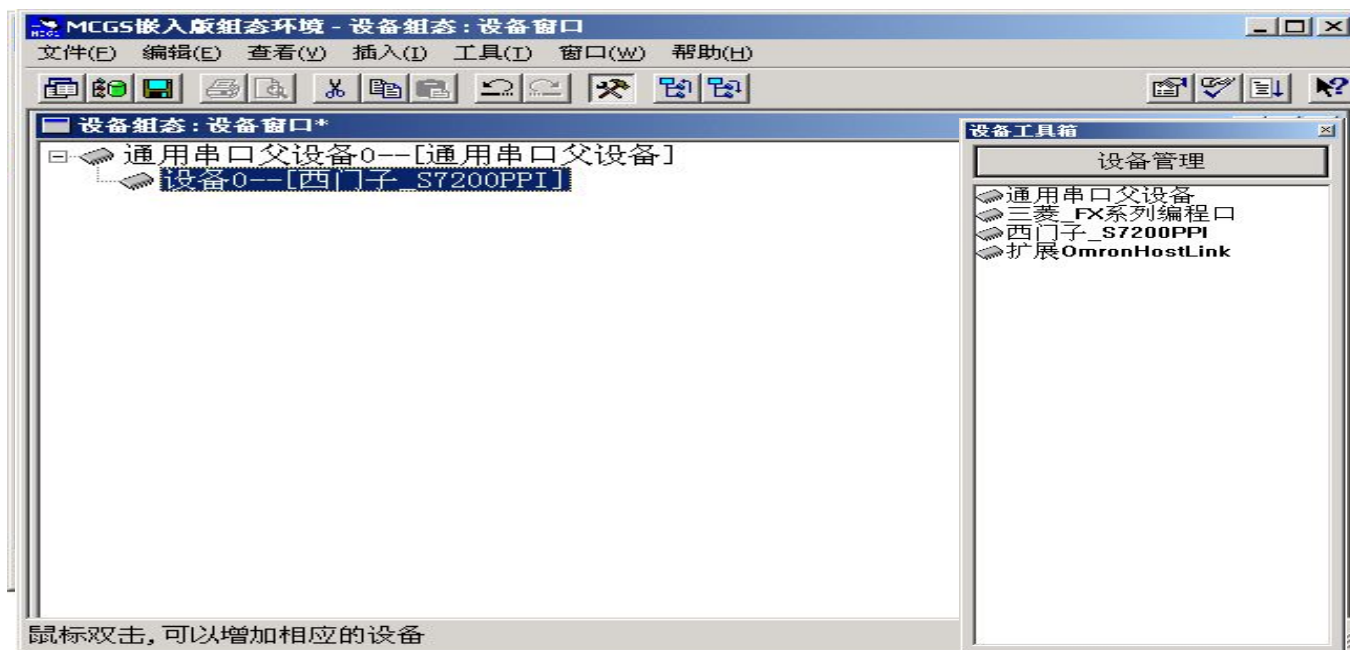 MCGS嵌入版组态环境 - 设备组态：设备窗口
文件(F) 编辑(E) 查看(V) 插入(I) 工具(T) 窗口(W) 帮助(H)
设备组态：设备窗口*
通用串口父设备0--[通用串口父设备]
设备0--[西门子_S7200PPI]
设备工具箱
设备管理
通用串口父设备
三菱_FX系列编程口
西门子_S7200PPI
扩展OmronHostLink
鼠标双击,可以增加相应的设备